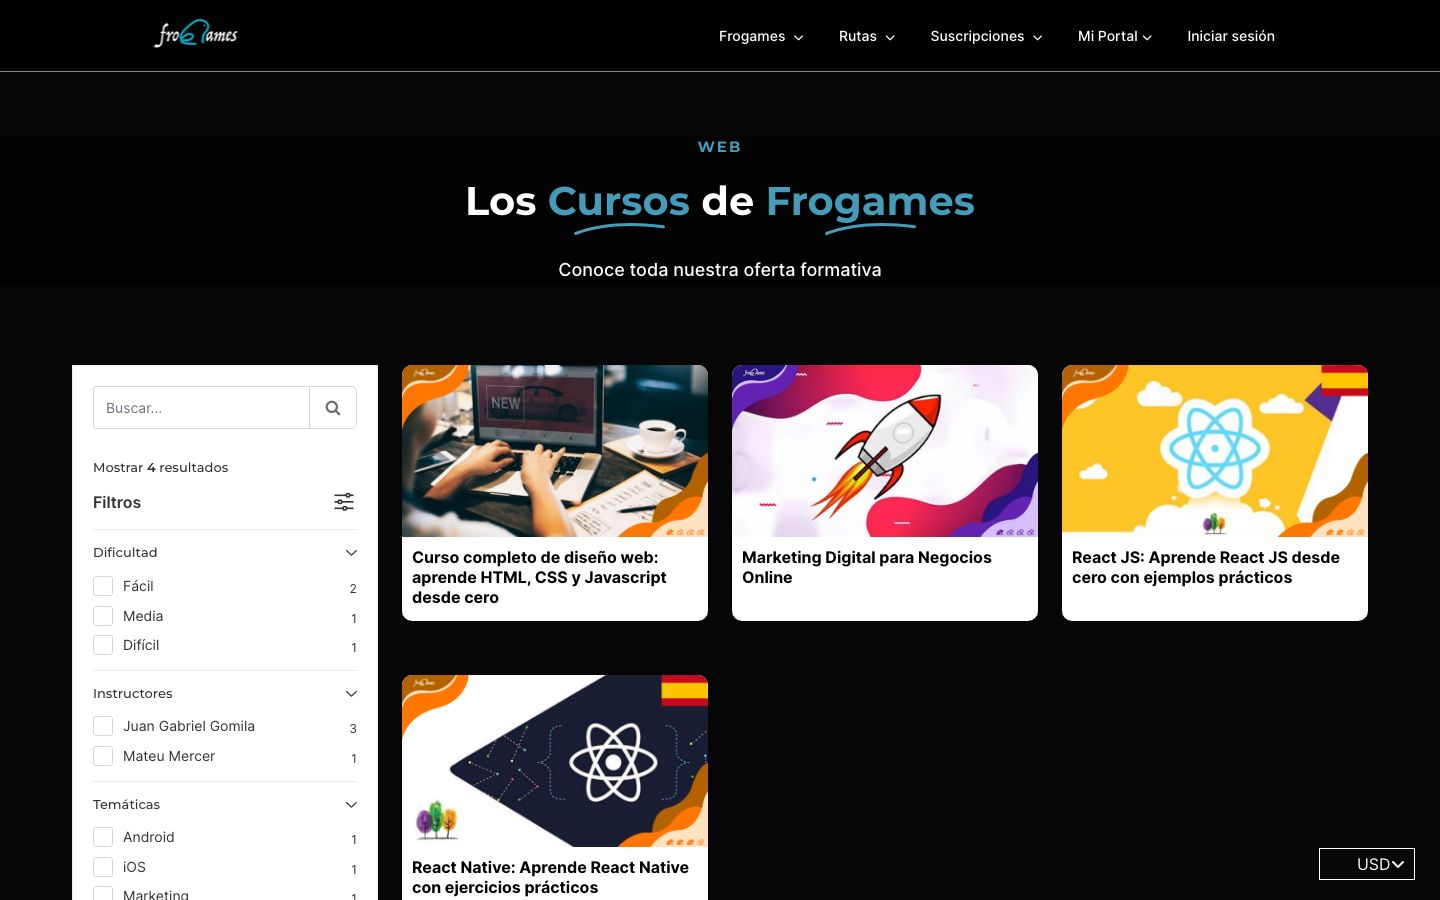 froGames
Frogames
Rutas
Suscripciones
Mi Portal
Iniciar sesión
WEB
Los Cursos de Frogames
Conoce toda nuestra oferta formativa
Buscar...
Mostrar 4 resultados
Filtros
Dificultad
Fácil 2
Media 1
Difícil 1
Instructores
Juan Gabriel Gomila 3
Mateu Mercer 1
Temáticas
Android 1
iOS 1
Marketing 1
NEW
Curso completo de diseño web:
aprende HTML, CSS y Javascript
desde cero
Marketing Digital para Negocios
Online
React JS: Aprende React JS desde
cero con ejemplos prácticos
React Native: Aprende React Native
con ejercicios prácticos
USD